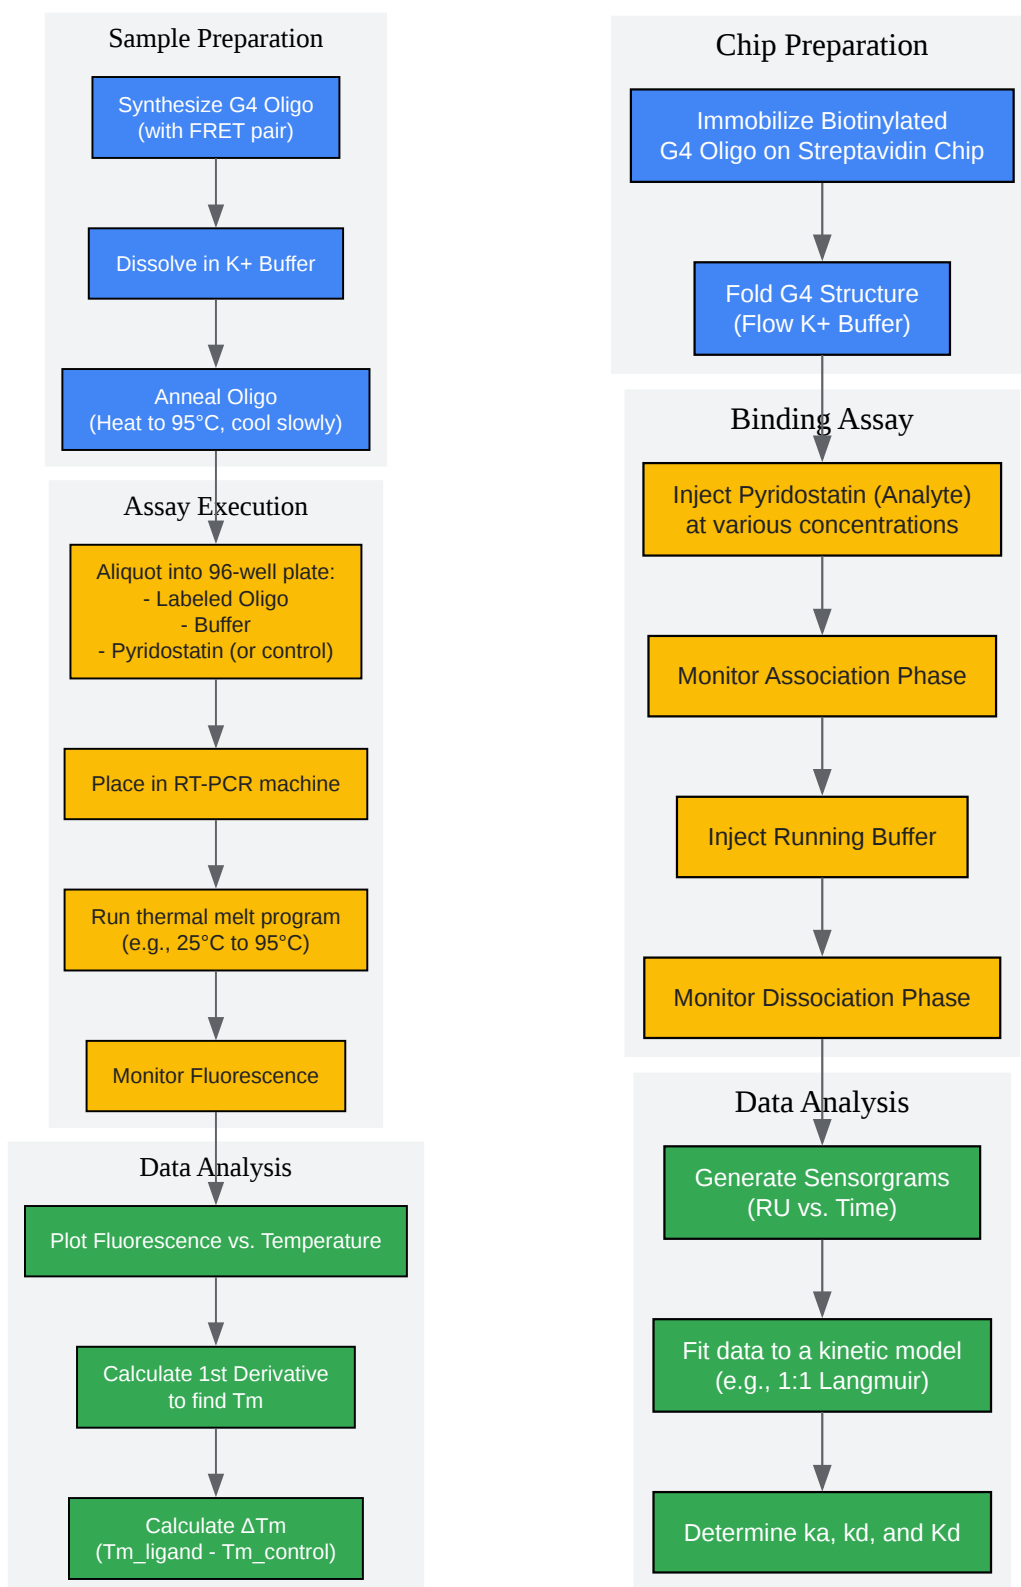 Sample Preparation
Synthesize G4 Oligo
(with FRET pair)
Dissolve in K+ Buffer
Anneal Oligo
(Heat to 95°C, cool slowly)
Assay Execution
Aliquot into 96-well plate:
- Labeled Oligo
- Buffer
- Pyridostatin (or control)
Place in RT-PCR machine
Run thermal melt program
(e.g., 25°C to 95°C)
Monitor Fluorescence
Data Analysis
Plot Fluorescence vs. Temperature
Calculate 1st Derivative
to find Tm
Calculate ΔTm
(Tm_ligand - Tm_control)
Chip Preparation
Immobilize Biotinylated
G4 Oligo on Streptavidin Chip
Fold G4 Structure
(Flow K+ Buffer)
Binding Assay
Inject Pyridostatin (Analyte)
at various concentrations
Monitor Association Phase
Inject Running Buffer
Monitor Dissociation Phase
Data Analysis
Generate Sensorgrams
(RU vs. Time)
Fit data to a kinetic model
(e.g., 1:1 Langmuir)
Determine ka, kd, and Kd